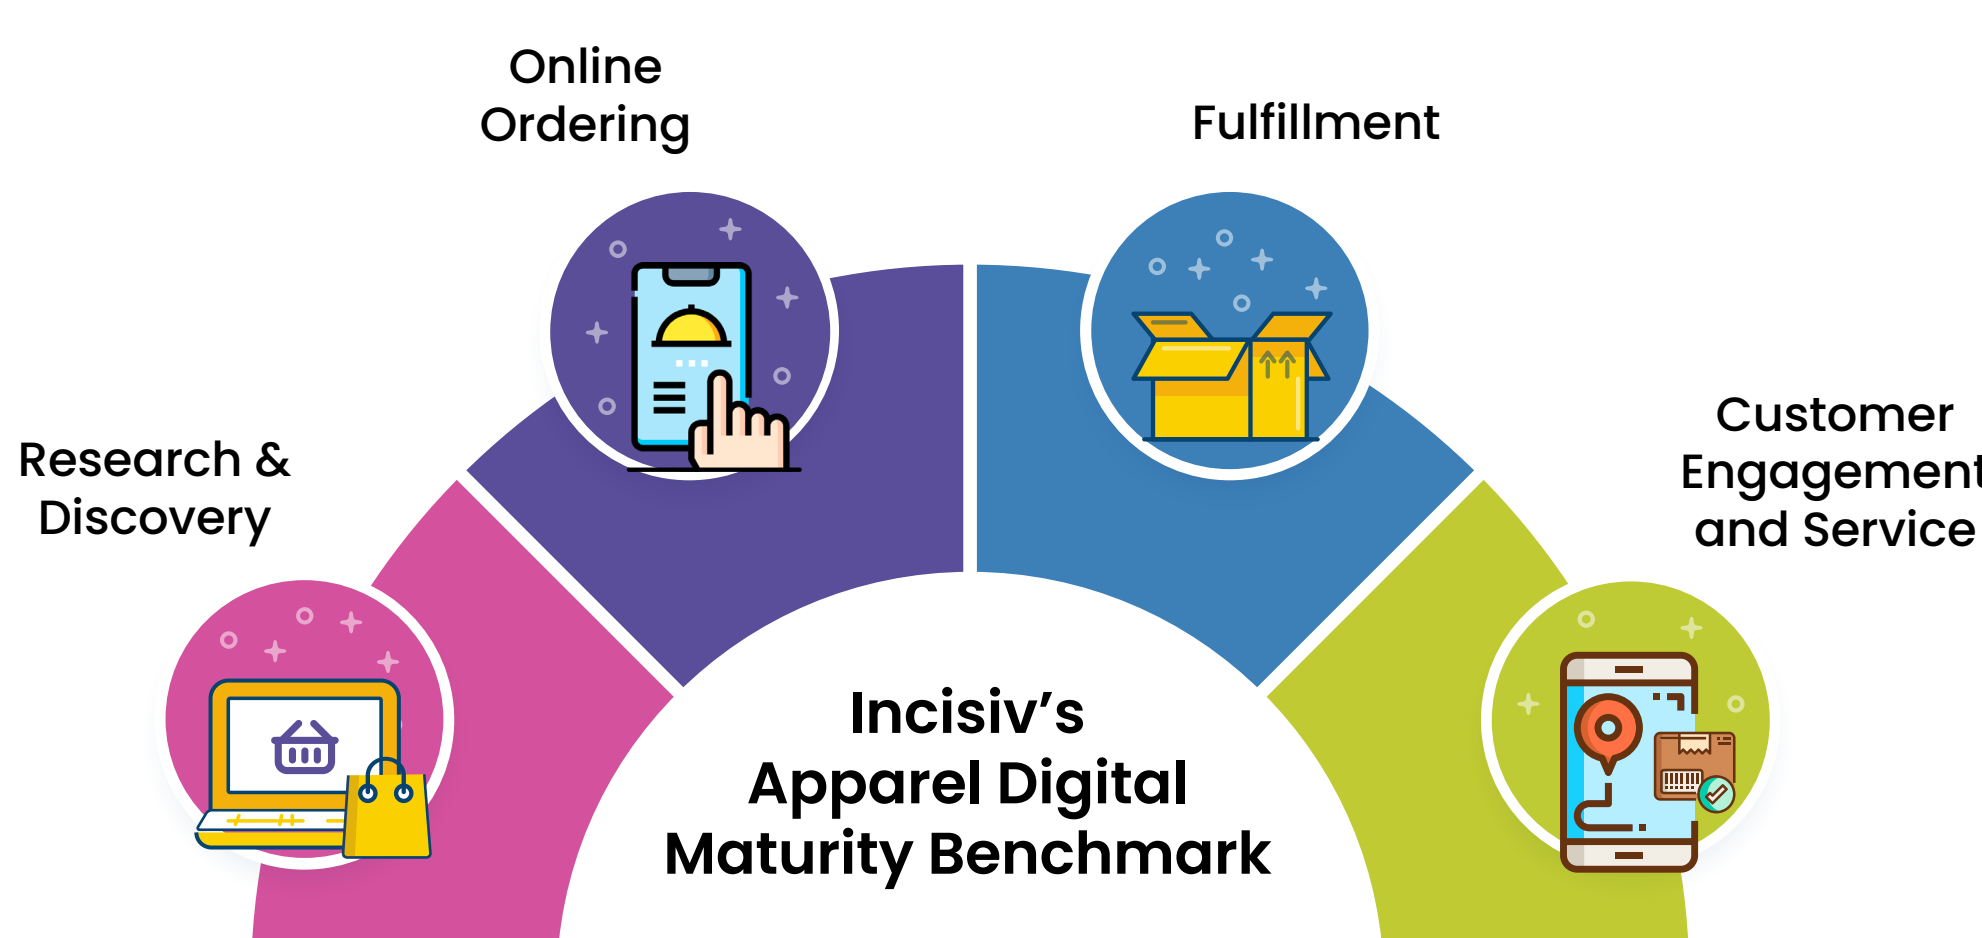 Online
Ordering
Fulfillment
Customer
Engagement
and Service
Research &
Discovery
Incisiv’s
Apparel Digital
Maturity Benchmark